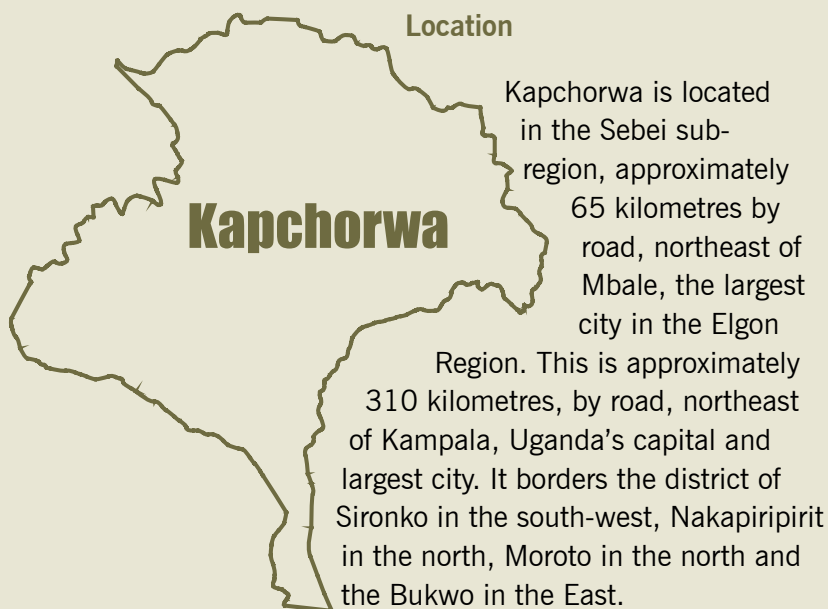 Location
Kapchorwa is located
in the Sebei sub-
region, approximately
65 kilometres by
road, northeast of
Mbale, the largest
city in the Elgon
Region. This is approximately
310 kilometres, by road, northeast
of Kampala, Uganda’s capital and
largest city. It borders the district of
Sironko in the south-west, Nakapiripirit
in the north, Moroto in the north and
the Bukwo in the East.
Kapchorwa